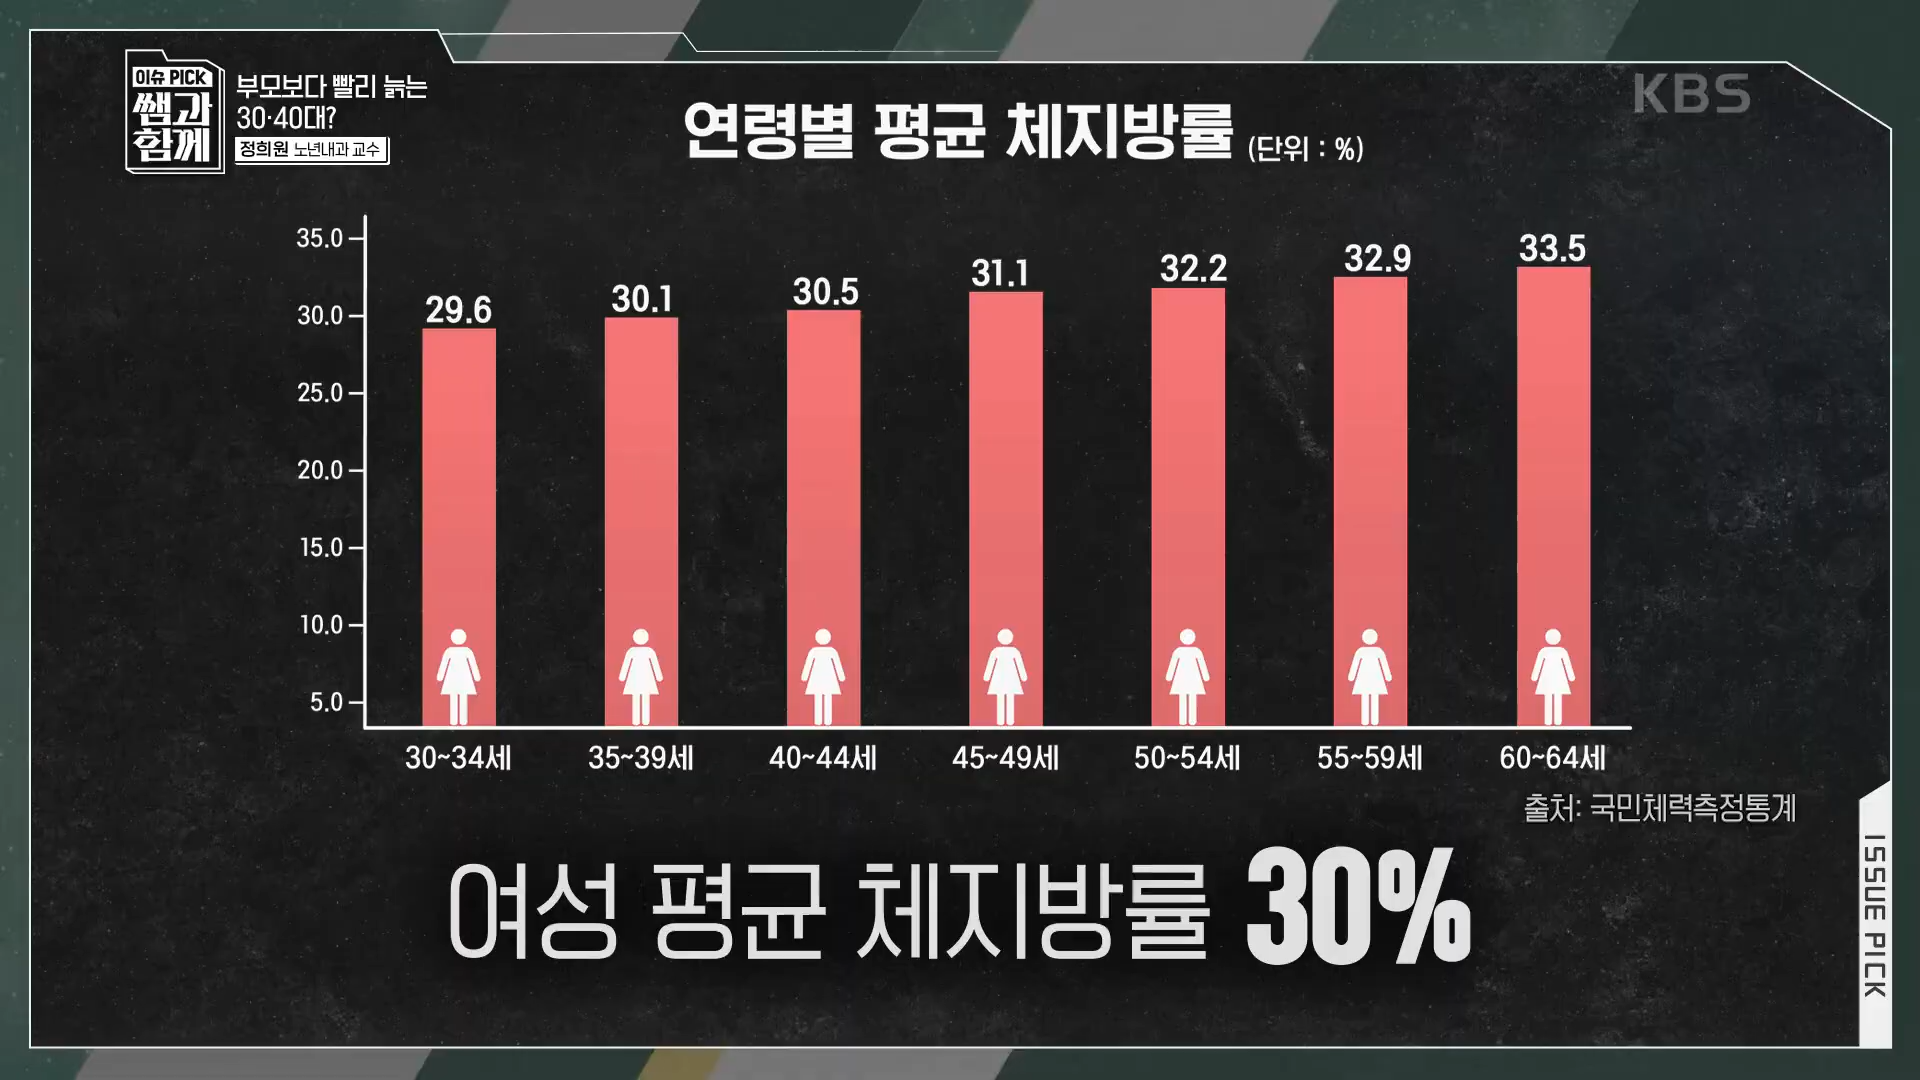 이슈 PICK
쌤과
함께
부모보다 빨리 늙는
30·40대?
정희원 노년내과 교수
KBS
연령별 평균 체지방률 (단위 : %)
35.0
30.0
25.0
20.0
15.0
10.0
5.0
29.6
30.1
30.5
31.1
32.2
32.9
33.5
30~34세
35~39세
40~44세
45~49세
50~54세
55~59세
60~64세
출처: 국민체력측정통계
여성 평균 체지방률 30%
ISSUE PICK